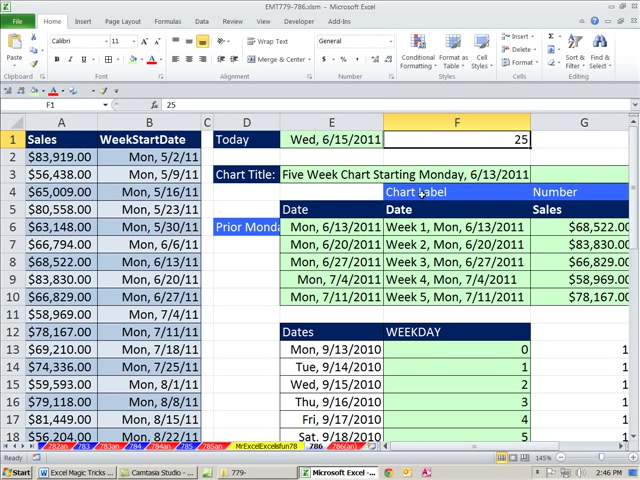 EMT779-786.xlsm - Microsoft Excel
File Home Insert Page Layout Formulas Data Review View Developer Add-Ins
Calibri 11 Wrap Text General
Paste Merge & Center Conditional Formatting Format as Table Cell Styles Insert Delete Format Sort & Filter Find & Select
Clipboard Font Alignment Number Styles Cells Editing
F1 fx 25
A B C D E F G
1 Sales WeekStartDate Today Wed, 6/15/2011 25
2 $83,919.00 Mon, 5/2/11
3 $56,438.00 Mon, 5/9/11 Chart Title: Five Week Chart Starting Monday, 6/13/2011
4 $65,009.00 Mon, 5/16/11 Chart Label Number
5 $80,558.00 Mon, 5/23/11 Date Date Sales
6 $63,148.00 Mon, 5/30/11 Prior Monda Mon, 6/13/2011 Week 1, Mon, 6/13/2011 $68,522.00
7 $66,794.00 Mon, 6/6/11 Mon, 6/20/2011 Week 2, Mon, 6/20/2011 $83,830.00
8 $68,522.00 Mon, 6/13/11 Mon, 6/27/2011 Week 3, Mon, 6/27/2011 $66,829.00
9 $83,830.00 Mon, 6/20/11 Mon, 7/4/2011 Week 4, Mon, 7/4/2011 $58,969.00
10 $66,829.00 Mon, 6/27/11 Mon, 7/11/2011 Week 5, Mon, 7/11/2011 $78,167.00
11 $58,969.00 Mon, 7/4/11
12 $78,167.00 Mon, 7/11/11 Dates WEEKDAY
13 $69,210.00 Mon, 7/18/11 Mon, 9/13/2010 0 1
14 $74,336.00 Mon, 7/25/11 Tue, 9/14/2010 1 1
15 $59,593.00 Mon, 8/1/11 Wed, 9/15/2010 2 1
16 $79,118.00 Mon, 8/8/11 Thu, 9/16/2010 3 1
17 $81,449.00 Mon, 8/15/11 Fri, 9/17/2010 4 1
18 $56,204.00 Mon, 8/22/11 Sat, 9/18/2010 5 1
782an 783 784 784an 785 785an MrExcelExcelisfun78 786 786(an)
Ready 145%
Start Excel Magic Tricks ... Camtasia Studio - ... 779- Microsoft Excel - ... 2:46 PM